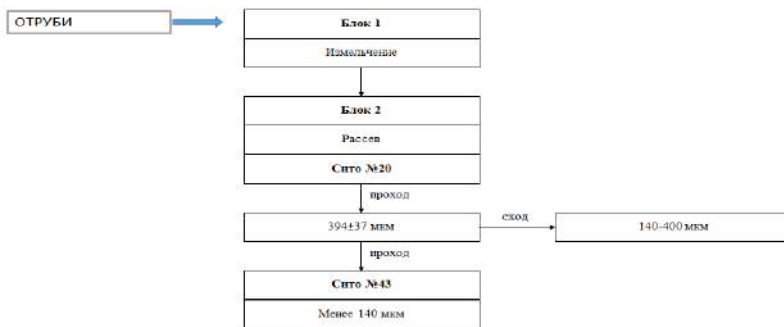 ОТРУБИ
Блок 1
Измельчение
Блок 2
Рассев
Сито №20
проход
394±37 мкм
сход
140-400 мкм
проход
Сито №43
Менее 140 мкм